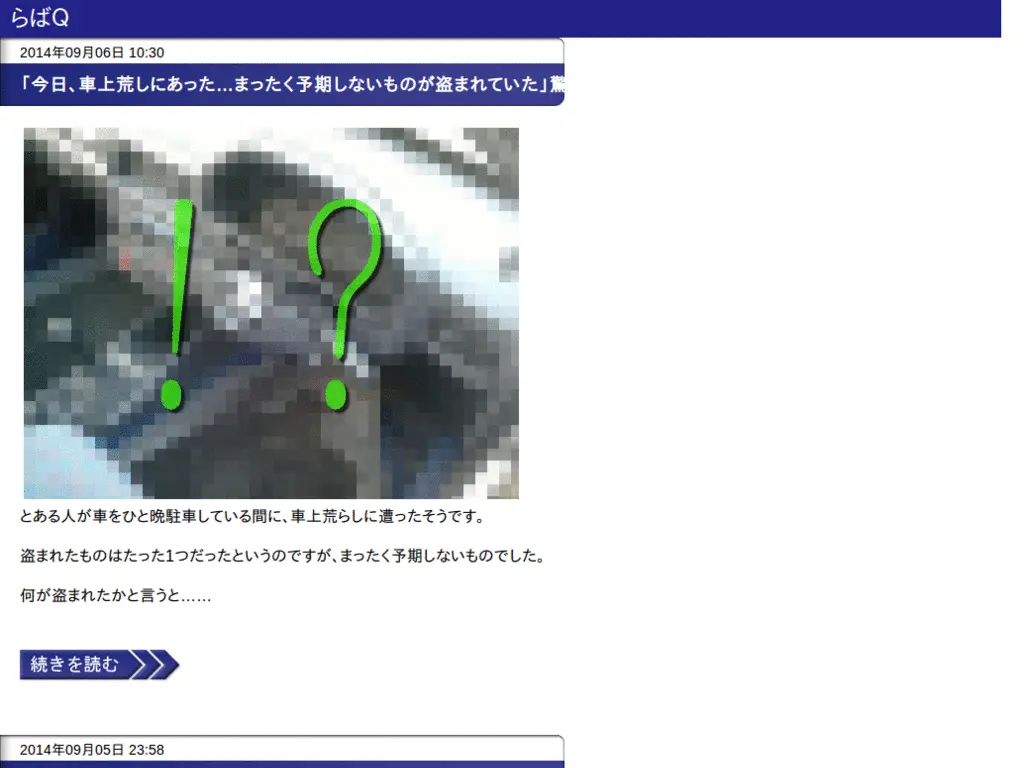 らばQ
2014年09月06日 10:30
「今日、車上荒しにあった…まったく予期しないものが盗まれていた」驚
!?
とある人が車をひと晩駐車している間に、車上荒らしに遭ったそうです。
盗まれたものはたった1つだったというのですが、まったく予期しないものでした。
何が盗まれたかと言うと……
続きを読む
2014年09月05日 23:58